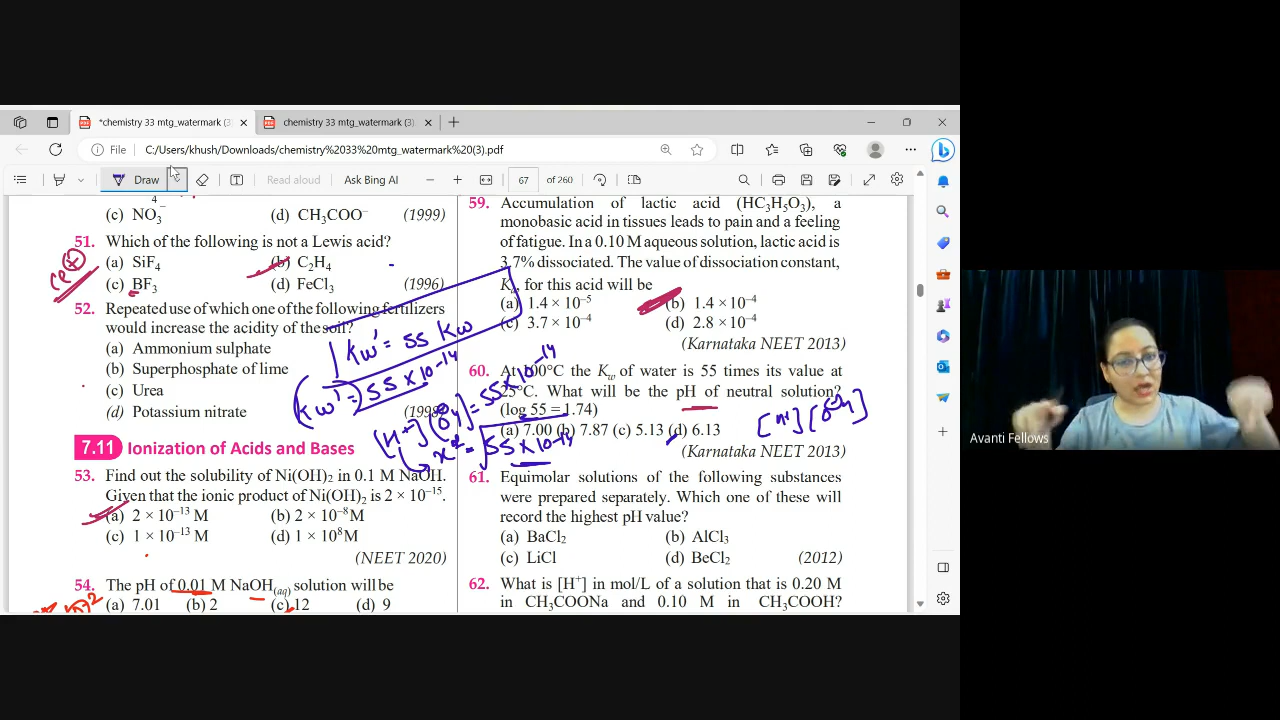 *chemistry 33 mtg_watermark (3)
chemistry 33 mtg_watermark (3).
File C:/Users/khush/Downloads/chemistry%2033%20mtg_watermark%20(3).pdf
Draw Read aloud Ask Bing AI 67 of 260
4
(c) NO3− (d) CH3COO− (1999)
51. Which of the following is not a Lewis acid?
(a) SiF4 (b) C2H4
(c) BF3 (d) FeCl3 (1996)
52. Repeated use of which one of the following fertilizers
would increase the acidity of the soil?
(a) Ammonium sulphate
(b) Superphosphate of lime
(c) Urea
(d) Potassium nitrate (1998)
Kw' = 55 Kw
Kw' = 55 × 10−14
[H+] [OH] = 55 × 10−14
x2 = 55 × 10−14
7.11 Ionization of Acids and Bases
53. Find out the solubility of Ni(OH)2 in 0.1 M NaOH.
Given that the ionic product of Ni(OH)2 is 2 × 10−15.
(a) 2 × 10−13 M (b) 2 × 10−8 M
(c) 1 × 10−13 M (d) 1 × 108 M
(NEET 2020)
54. The pH of 0.01 M NaOH(aq) solution will be
(a) 7.01 (b) 2 (c) 12 (d) 9
59. Accumulation of lactic acid (HC3H5O3), a
monobasic acid in tissues leads to pain and a feeling
of fatigue. In a 0.10 M aqueous solution, lactic acid is
3.7% dissociated. The value of dissociation constant,
for this acid will be
(a) 1.4 × 10−5 (b) 1.4 × 10−4
(c) 3.7 × 10−4 (d) 2.8 × 10−4
(Karnataka NEET 2013)
60. At 100°C the Kw of water is 55 times its value at
25°C. What will be the pH of neutral solution?
(log 55 = 1.74)
(a) 7.00 (b) 7.87 (c) 5.13 (d) 6.13
(Karnataka NEET 2013)
[H+] [OH]
61. Equimolar solutions of the following substances
were prepared separately. Which one of these will
record the highest pH value?
(a) BaCl2 (b) AlCl3
(c) LiCl (d) BeCl2 (2012)
62. What is [H+] in mol/L of a solution that is 0.20 M
in CH3COONa and 0.10 M in CH3COOH?
Avanti Fellows